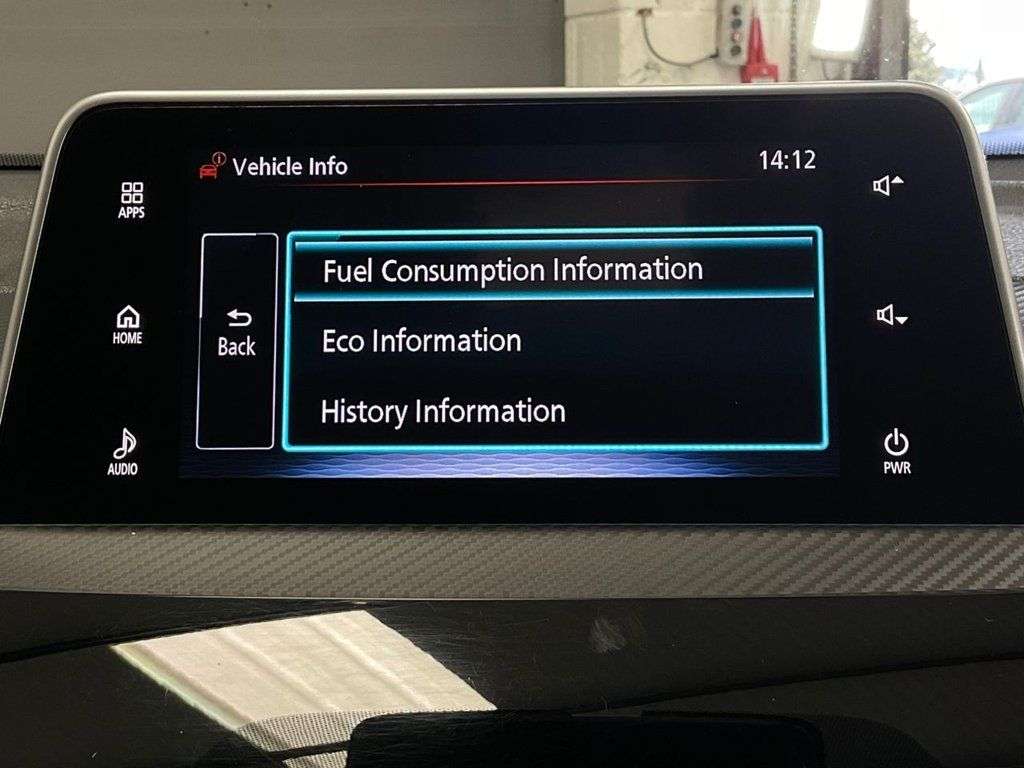 Vehicle Info
14:12
APPS
HOME
AUDIO
Back
Fuel Consumption Information
Eco Information
History Information
PWR